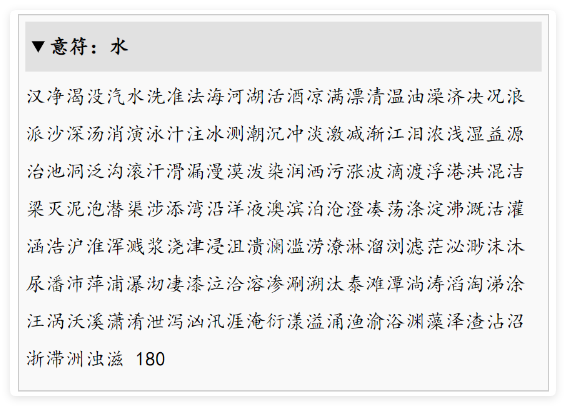 ▼意符：水
汉净渴没汽水洗准法海河湖活酒凉满漂清温油澡济决况浪
派沙深汤消演泳汁注冰测潮沉冲淡激减渐江泪浓浅湿益源
治池洞泛沟滚汗滑漏漫漠泼染润洒污涨波滴渡浮港洪混洁
梁灭泥泡潜渠涉添湾沿洋液澳滨泊沧澄凑荡涤淀沸溉沽灌
涵浩沪淮浑溅浆浇津浸沮溃澜滥涝潦淋溜浏滤茫泌渺沫沐
尿潘沛萍浦瀑沏凄漆泣洽溶渗涮溯汰泰滩潭淌涛滔淘涕涂
汪涡沃溪潇淆泄泻汹汛涯淹衍漾溢涌渔渝浴渊藻泽渣沾沼
浙滞洲浊滋 180